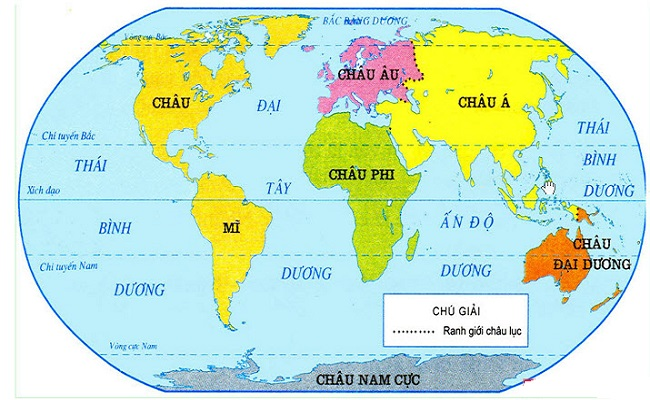 BẮC BĂNG DƯƠNG
Vòng cực Bắc
CHÂU ÂU
CHÂU
ĐẠI
CHÂU Á
THÁI
Chí tuyến Bắc
BÌNH
THÁI
CHÂU PHI
TÂY
DƯƠNG
Xích đạo
BÌNH
MĨ
ẤN ĐỘ
CHÂU
ĐẠI DƯƠNG
Chí tuyến Nam
DƯƠNG
DƯƠNG
DƯƠNG
CHÚ GIẢI
Ranh giới châu lục
Vòng cực Nam
CHÂU NAM CỰC